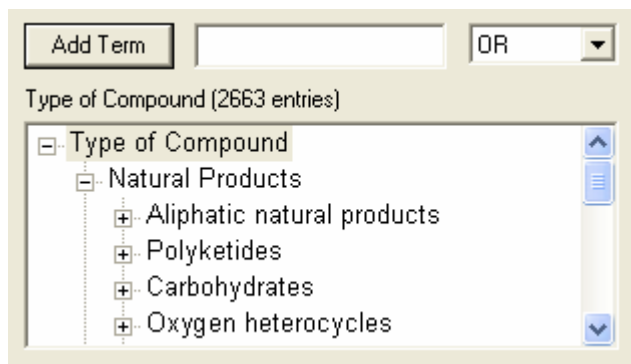 Add Term OR
Type of Compound (2663 entries)
Type of Compound
Natural Products
Aliphatic natural products
Polyketides
Carbohydrates
Oxygen heterocycles